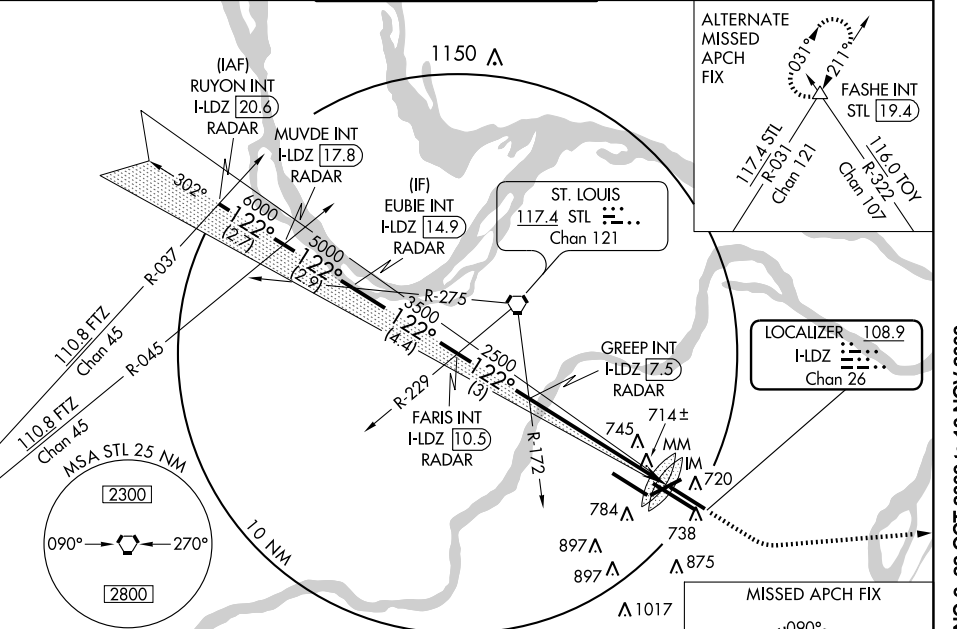 1150
ALTERNATE
MISSED
APCH
FIX
031°
211°
FASHE INT
STL 19.4
117.4 STL
R-031
Chan 121
116.0 TOY
R-322
Chan 107
(IAF)
RUYON INT
I-LDZ 20.6
RADAR
MUVDE INT
I-LDZ 17.8
RADAR
(IF)
EUBIE INT
I-LDZ 14.9
RADAR
ST. LOUIS
117.4 STL
Chan 121
302°
6000
122°
(2.7)
5000
122°
(2.9)
3500
122°
(4.4)
2500
122°
(3)
R-037
110.8 FTZ
Chan 45
R-045
110.8 FTZ
Chan 45
R-275
R-229
R-172
FARIS INT
I-LDZ 10.5
RADAR
GREEP INT
I-LDZ 7.5
RADAR
LOCALIZER 108.9
I-LDZ
Chan 26
745
714±
MM
IM
720
784
738
897
875
897
1017
10 NM
MSA STL 25 NM
2300
090°
270°
2800
MISSED APCH FIX
090°